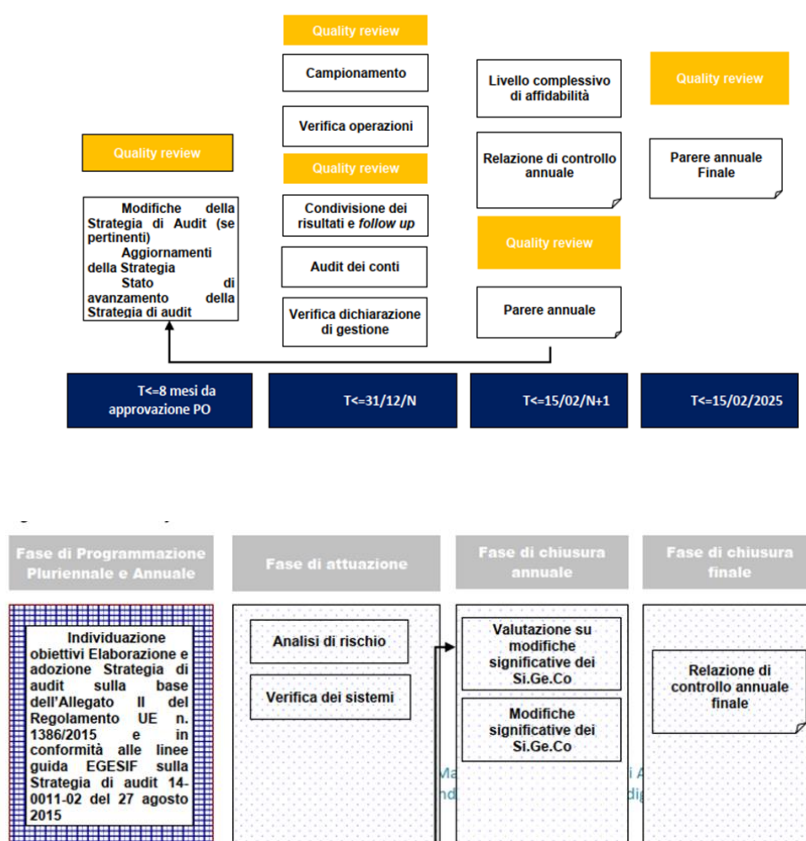 Quality review
Modifiche della
Strategia di Audit (se
pertinenti)
Aggiornamenti
della Strategia
Stato di
avanzamento della
Strategia di audit
T<=8 mesi da
approvazione PO
Quality review
Campionamento
Verifica operazioni
Quality review
Condivisione dei
risultati e follow up
Audit dei conti
Verifica dichiarazione
di gestione
T<=31/12/N
Livello complessivo
di affidabilità
Relazione di controllo
annuale
Quality review
Parere annuale
T<=15/02/N+1
Quality review
Parere annuale
Finale
T<=15/02/2025
Fase di Programmazione
Pluriennale e Annuale
Individuazione
obiettivi Elaborazione e
adozione Strategia di
audit sulla base
dell'Allegato II del
Regolamento UE n.
1386/2015 e in
conformità alle linee
guida EGESIF sulla
Strategia di audit 14-
0011-02 del 27 agosto
2015
Fase di attuazione
Analisi di rischio
Verifica dei sistemi
Fase di chiusura
annuale
Valutazione su
modifiche
significative dei
Si.Ge.Co
Modifiche
significative dei
Si.Ge.Co
Fase di chiusura
finale
Relazione di
controllo annuale
finale